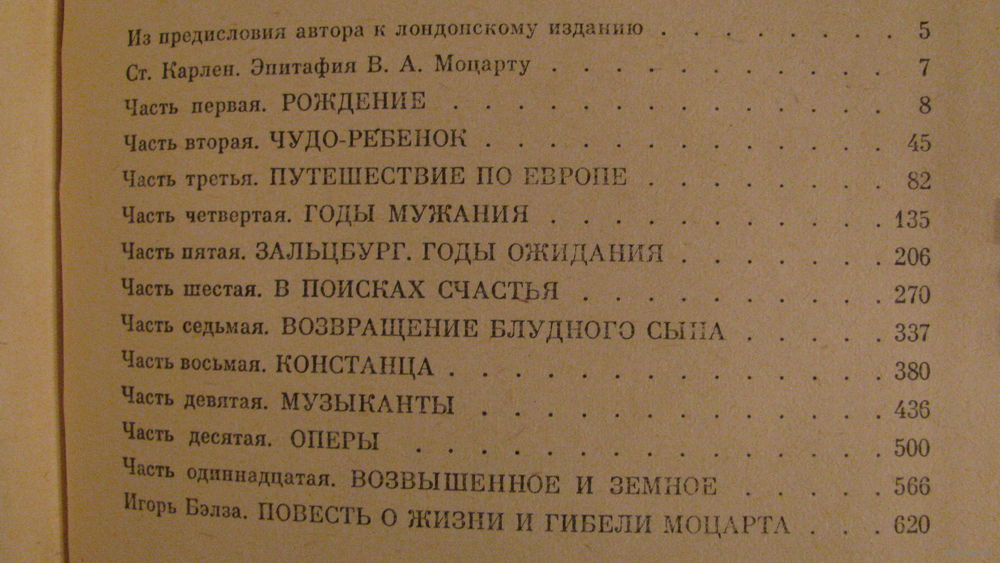 Из предисловия автора к лондонскому изданию . . . . . . . 5
Ст. Карлен. Эпитафия В. А. Моцарту . . . . . . . . . . . 7
Часть первая. РОЖДЕНИЕ . . . . . . . . . . . . . . . 8
Часть вторая. ЧУДО-РЕБЕНОК . . . . . . . . . . . . . . 45
Часть третья. ПУТЕШЕСТВИЕ ПО ЕВРОПЕ . . . . . . . . 82
Часть четвертая. ГОДЫ МУЖАНИЯ . . . . . . . . . . . 135
Часть пятая. ЗАЛЬЦБУРГ. ГОДЫ ОЖИДАНИЯ . . . . . . . 206
Часть шестая. В ПОИСКАХ СЧАСТЬЯ . . . . . . . . . . 270
Часть седьмая. ВОЗВРАЩЕНИЕ БЛУДНОГО СЫНА . . . . . 337
Часть восьмая. КОНСТАНЦА . . . . . . . . . . . . . . 380
Часть девятая. МУЗЫКАНТЫ . . . . . . . . . . . . . 436
Часть десятая. ОПЕРЫ . . . . . . . . . . . . . . . 500
Часть одиннадцатая. ВОЗВЫШЕННОЕ И ЗЕМНОЕ . . . . . 566
Игорь Бэлза. ПОВЕСТЬ О ЖИЗНИ И ГИБЕЛИ МОЦАРТА . . . 620